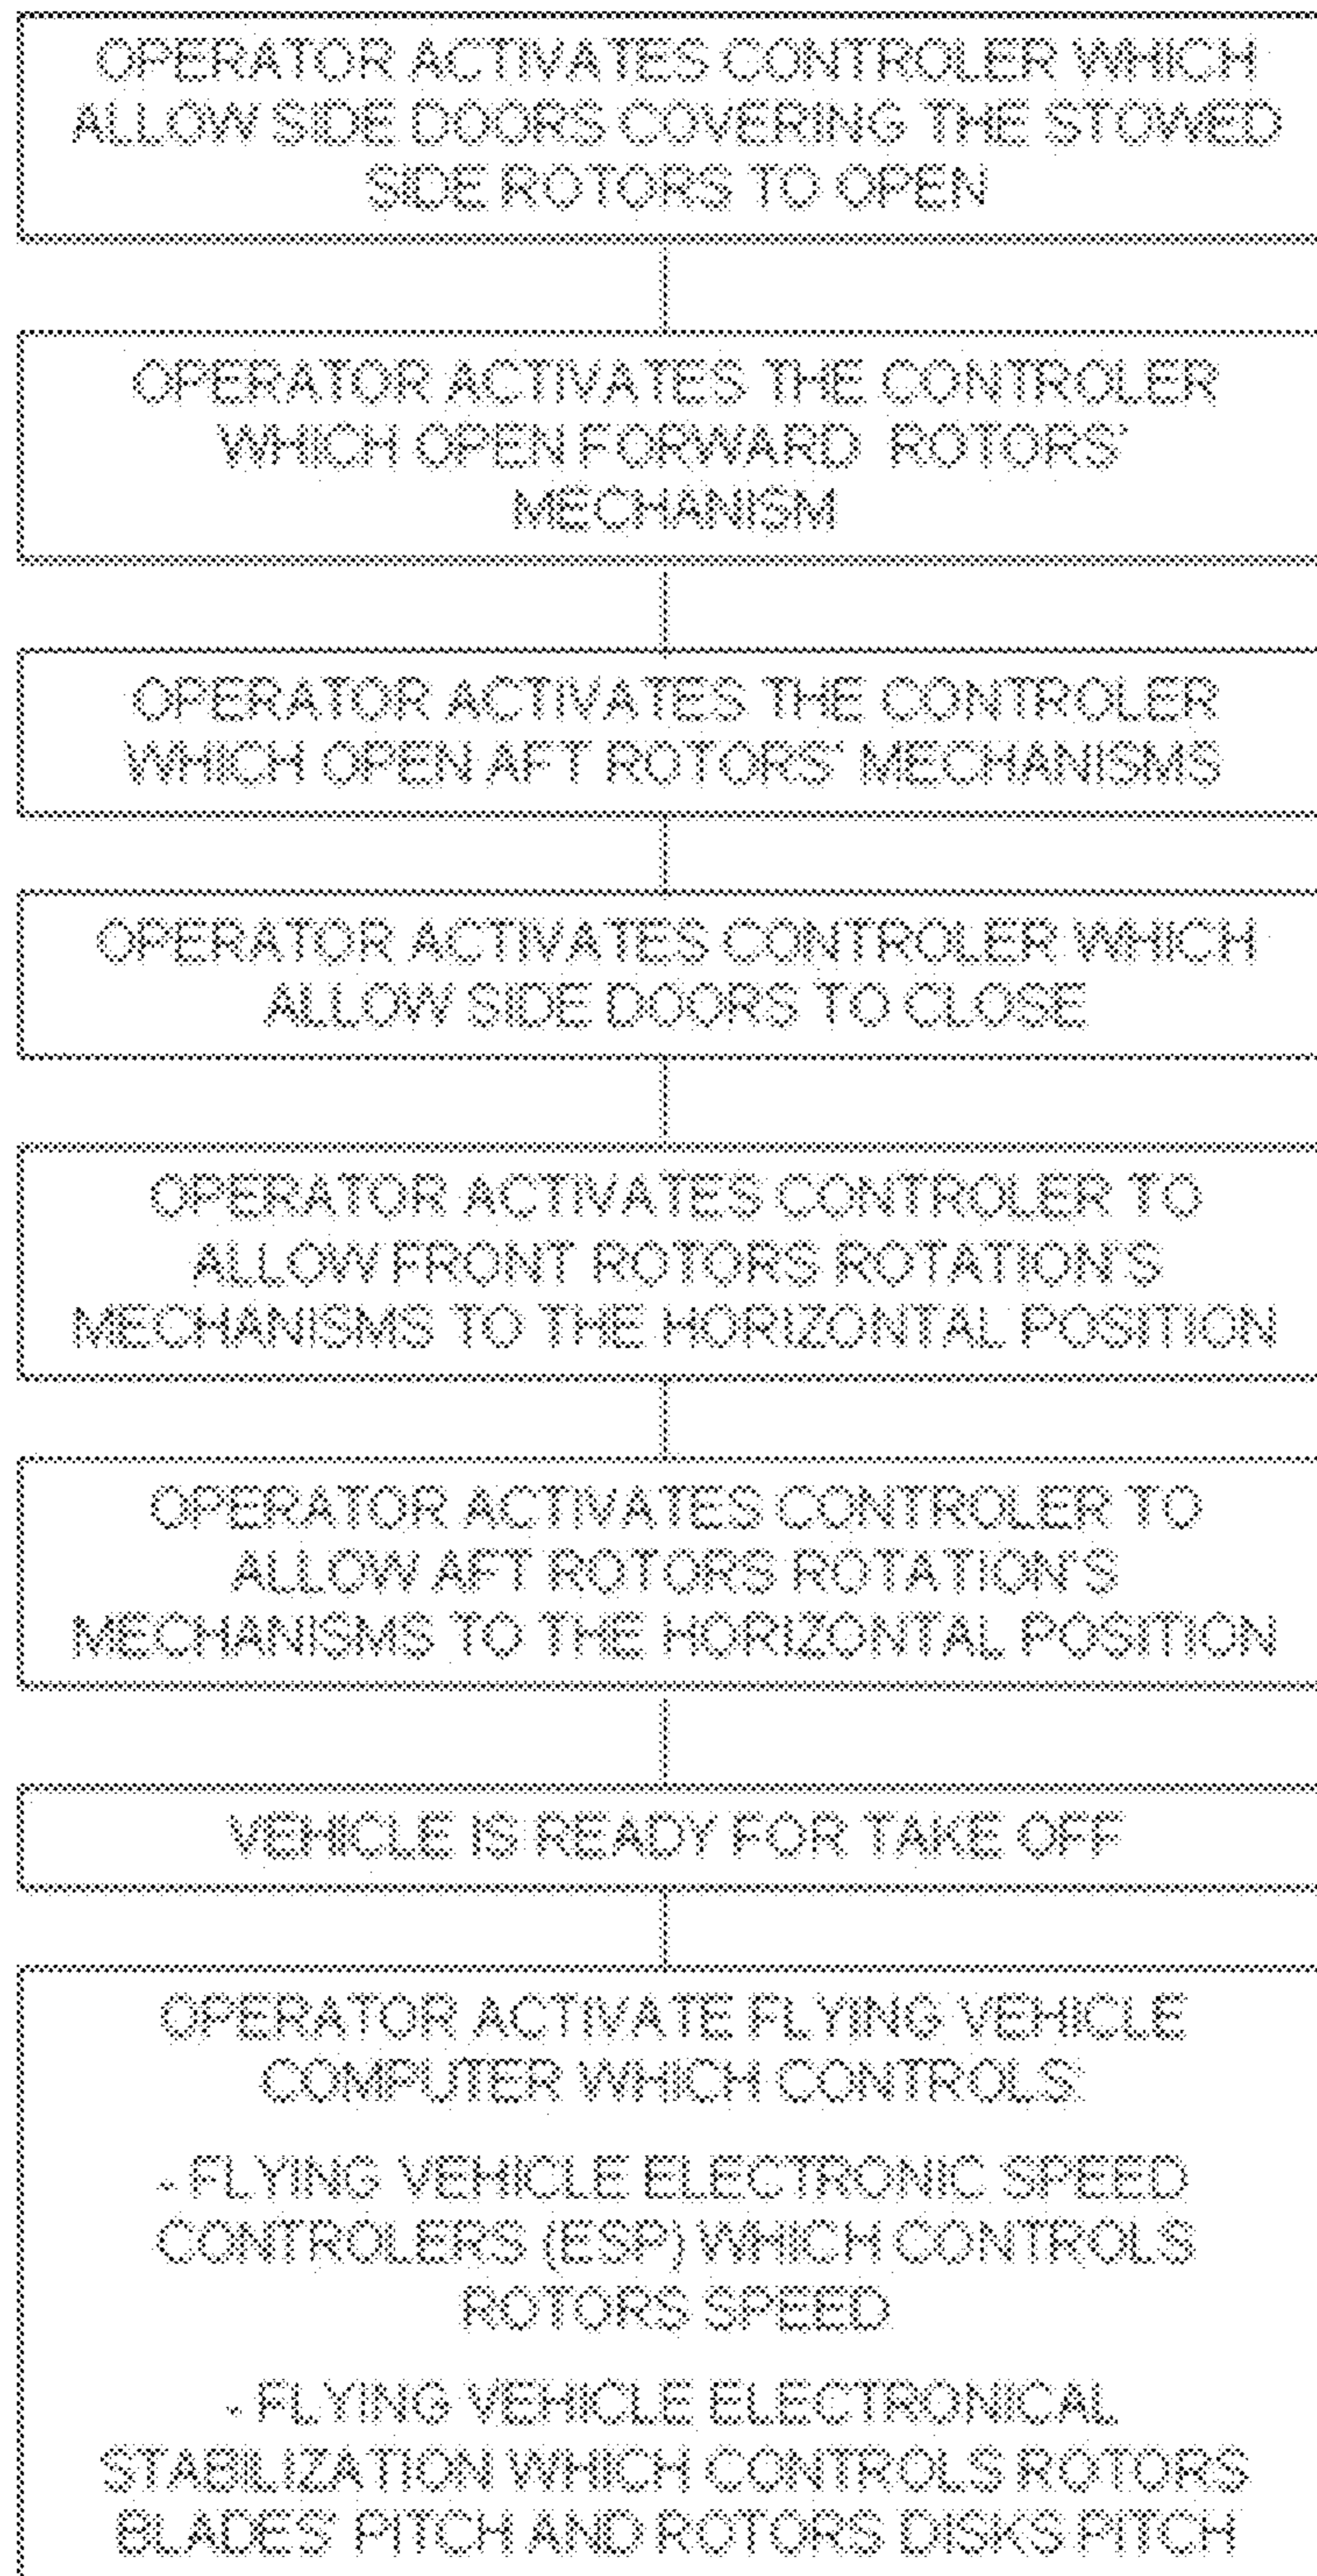 OPERATOR ACTIVATES CONTROLER WHICH
ALLOW SIDE DOORS COVERING THE STOWED
SIDE ROTORS TO OPEN
OPERATOR ACTIVATES THE CONTROLER
WHICH OPEN FORWARD ROTORS'
MECHANISM
OPERATOR ACTIVATES THE CONTROLER
WHICH OPEN AFT ROTORS' MECHANISMS
OPERATOR ACTIVATES CONTROLER WHICH
ALLOW SIDE DOORS TO CLOSE
OPERATOR ACTIVATES CONTROLER TO
ALLOW FRONT ROTORS ROTATION'S
MECHANISMS TO THE HORIZONTAL POSITION
OPERATOR ACTIVATES CONTROLER TO
ALLOW AFT ROTORS ROTATION'S
MECHANISMS TO THE HORIZONTAL POSITION
VEHICLE IS READY FOR TAKE OFF
OPERATOR ACTIVATE FLYING VEHICLE
COMPUTER WHICH CONTROLS:
- FLYING VEHICLE ELECTRONIC SPEED
CONTROLERS (ESP) WHICH CONTROLS
ROTORS SPEED
- FLYING VEHICLE ELECTRONICAL
STABILIZATION WHICH CONTROLS ROTORS
BLADES' PITCH AND ROTORS DISKS PITCH